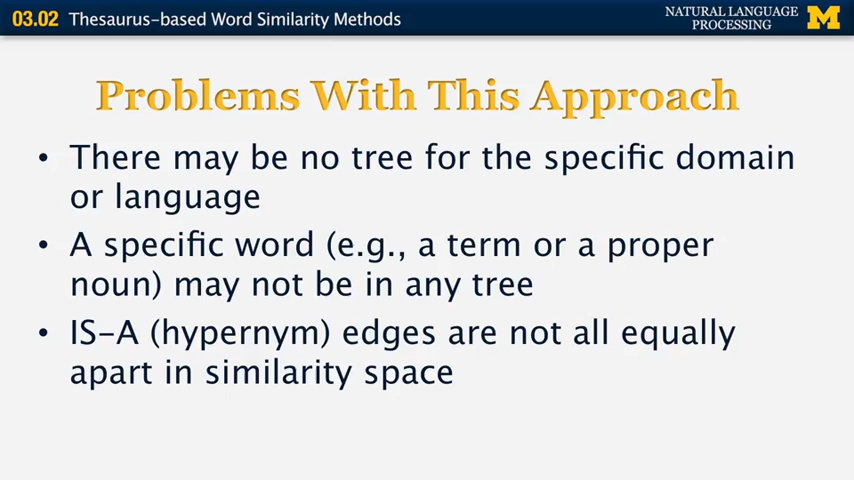 03.02 Thesaurus-based Word Similarity Methods
NATURAL LANGUAGE
PROCESSING
M
Problems With This Approach
• There may be no tree for the specific domain
or language
• A specific word (e.g., a term or a proper
noun) may not be in any tree
• IS-A (hypernym) edges are not all equally
apart in similarity space